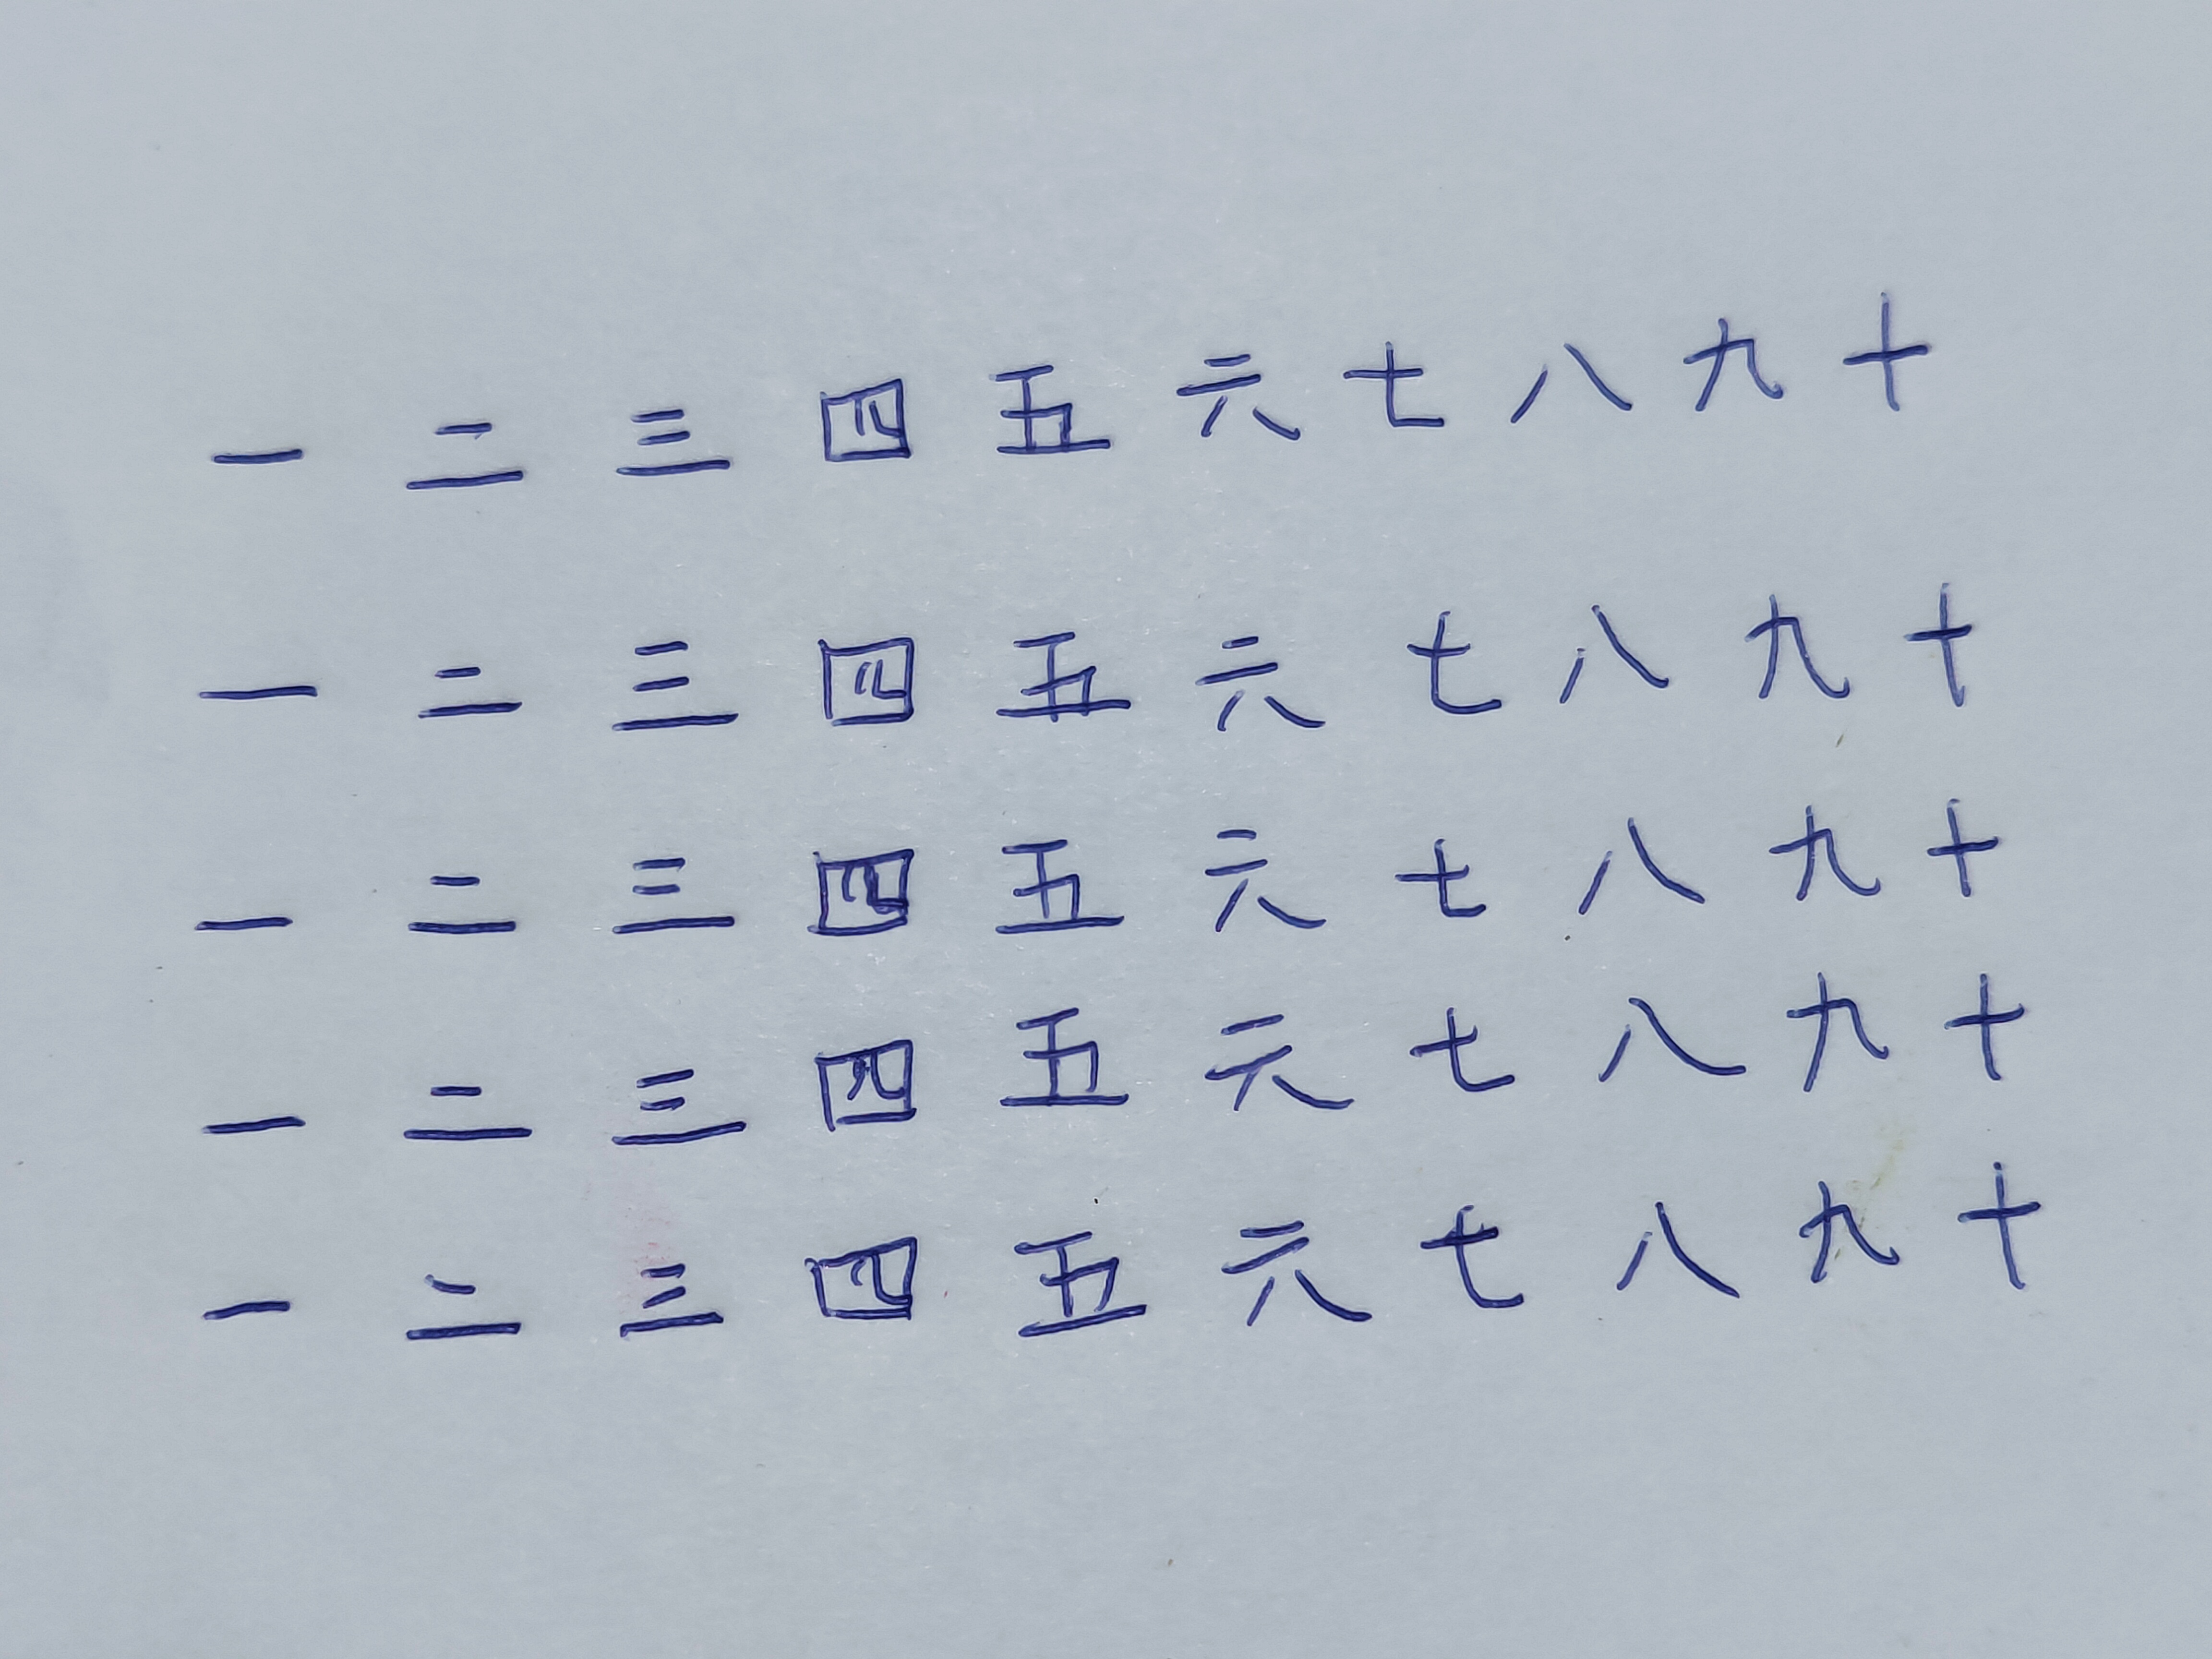 一 二 三 四 五 六 七 八 九 十
一 二 三 四 五 六 七 八 九 十
一 二 三 四 五 六 七 八 九 十
一 二 三 四 五 六 七 八 九 十
一 二 三 四 五 六 七 八 九 十